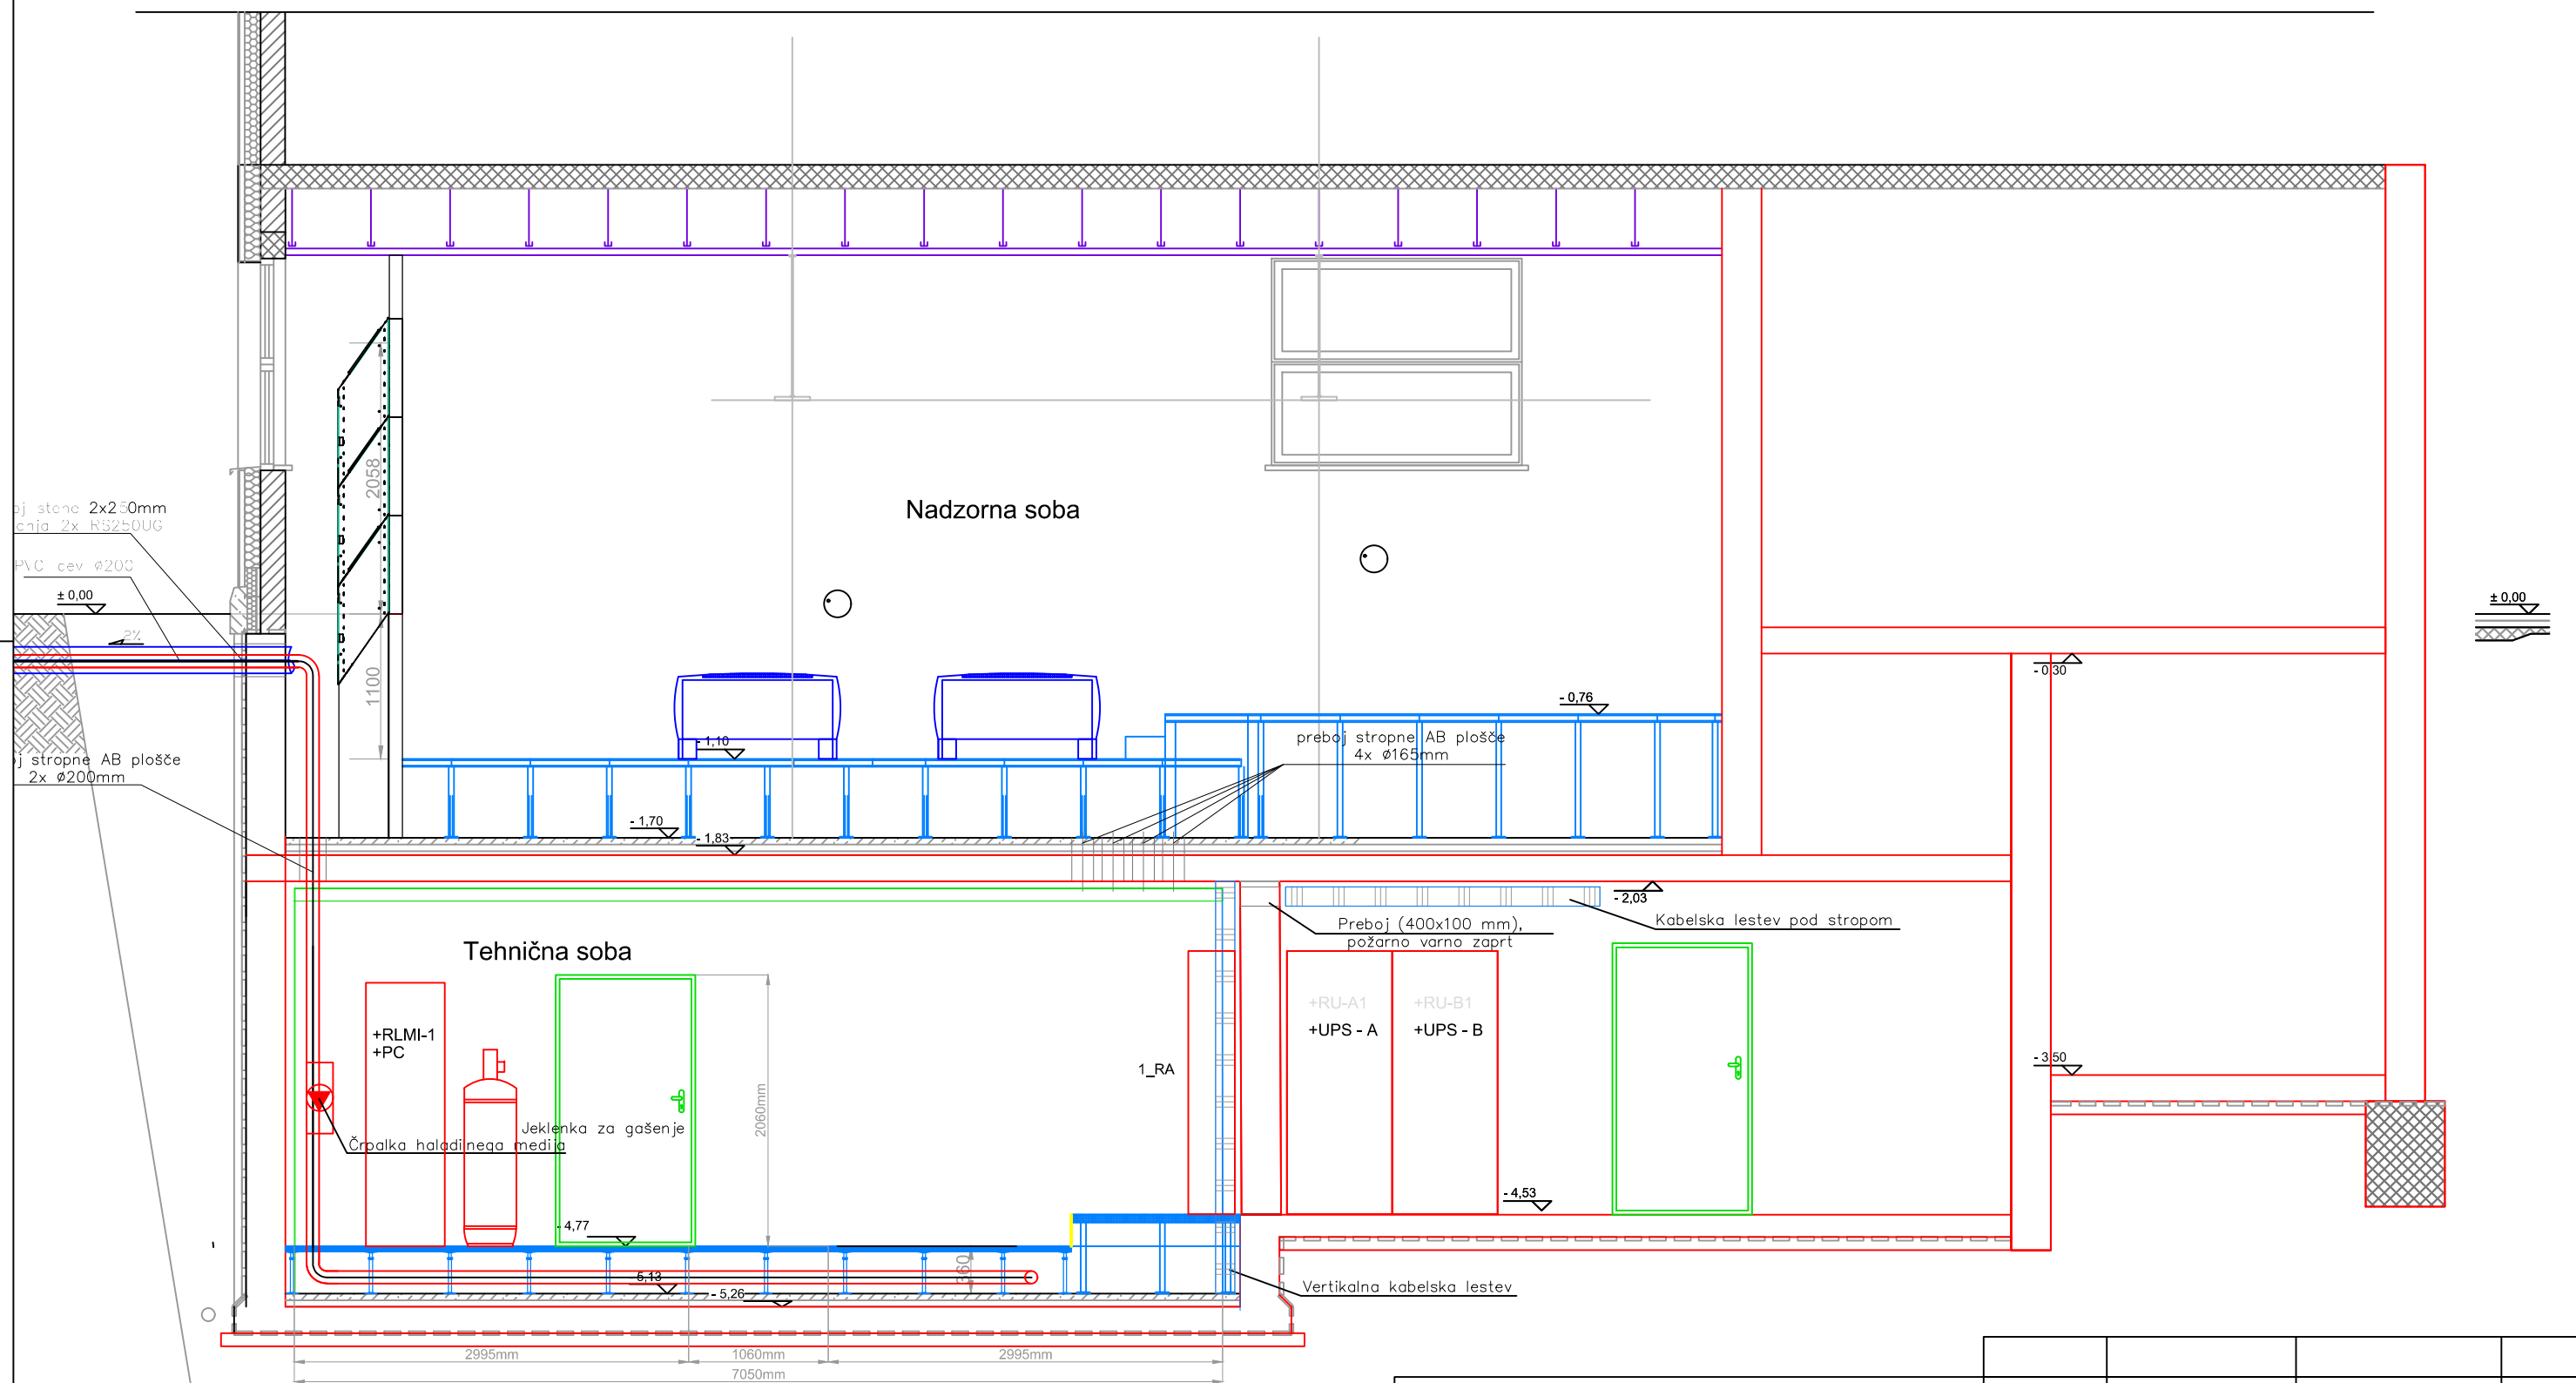 2058
Nadzorna soba
2x250mm
2x RS250UG
PVC cev ø200
± 0,00
± 0,00
2%
- 0,30
1100
- 0,76
- 1,10
preboj stropne AB plošče
4x ø165mm
stropne AB plošče
2x ø200mm
- 1,70
- 1,83
- 2,03
Preboj (400x100 mm),
požarno varno zaprt
Kabelska lestev pod stropom
Tehnična soba
+RU-A1
+RU-B1
+UPS - A
+UPS - B
+RLMI-1
+PC
1_RA
- 3,50
2060mm
Jeklenka za gašenje
Črpalka haladilnega medija
- 4,53
- 4,77
360
- 5,13
- 5,26
Vertikalna kabelska lestev
2995mm
1060mm
2995mm
7050mm